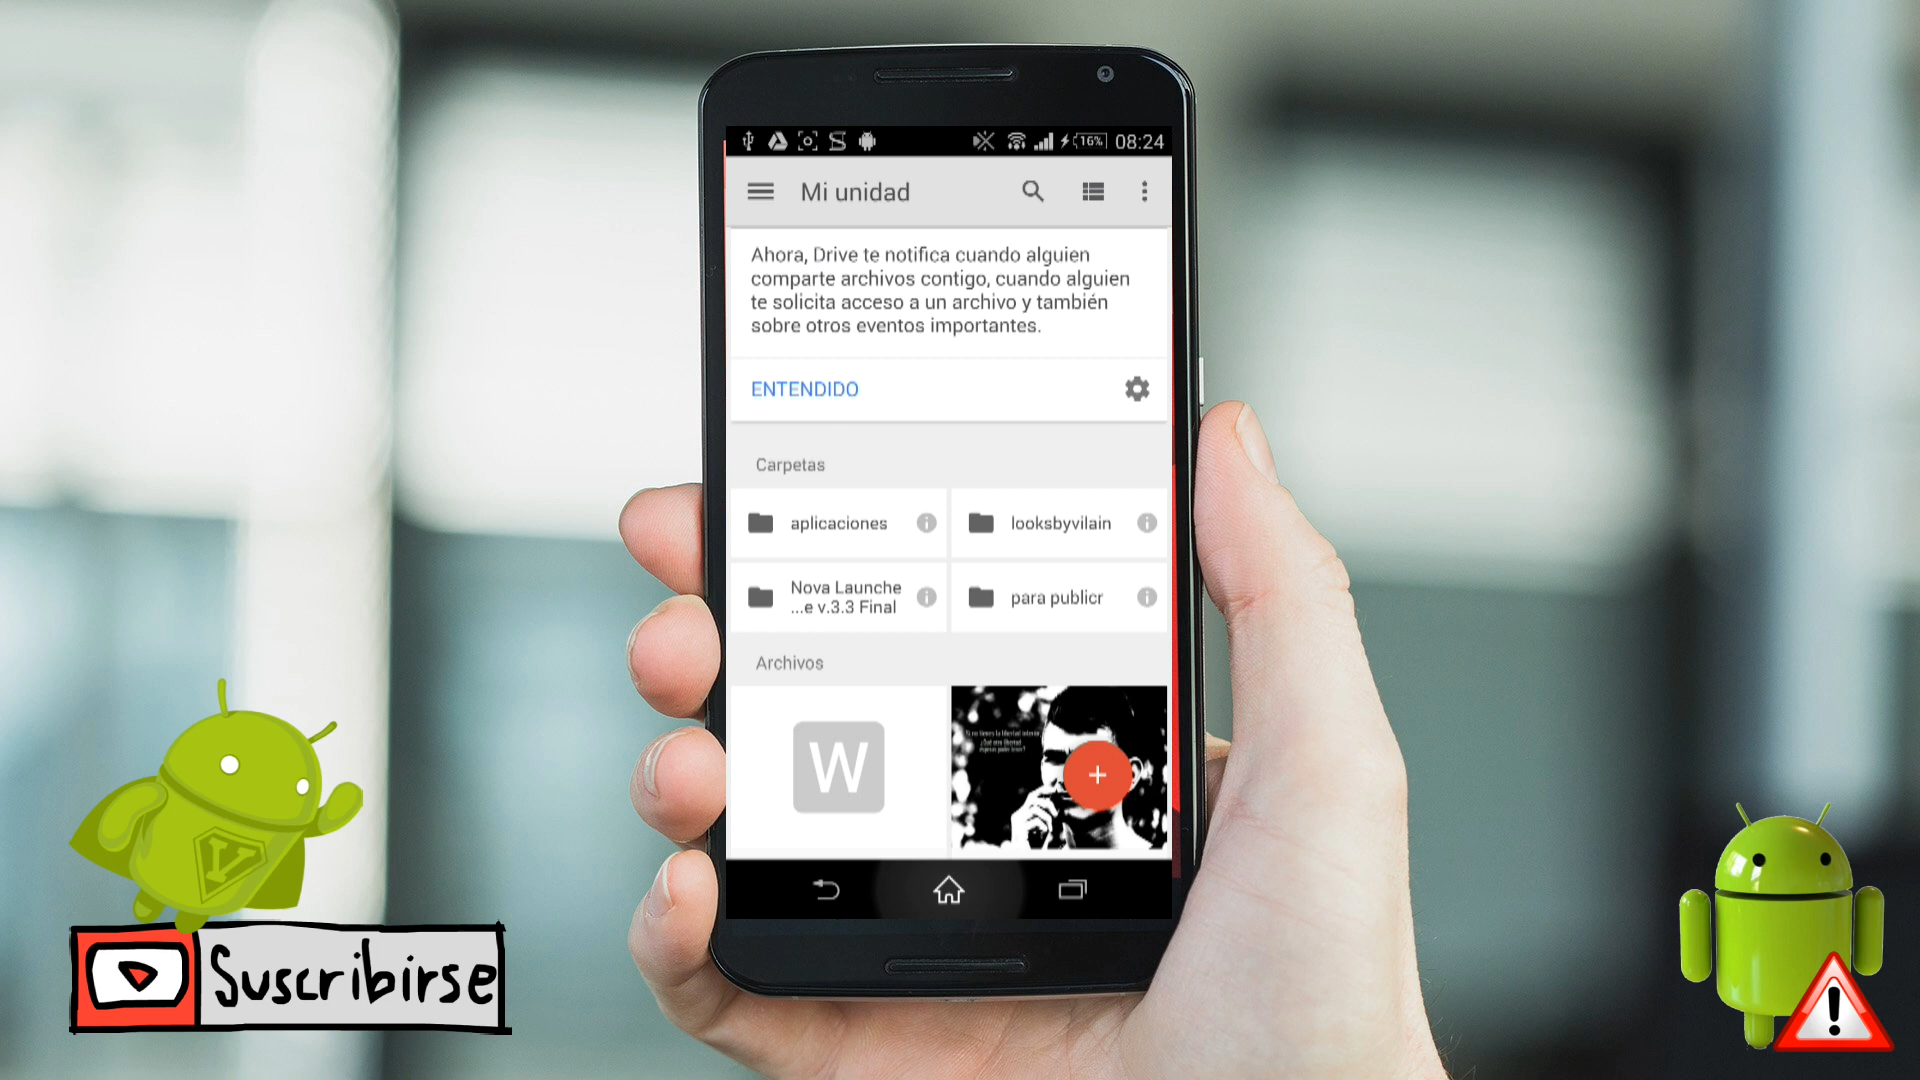 16% 08:24
Mi unidad
Ahora, Drive te notifica cuando alguien
comparte archivos contigo, cuando alguien
te solicita acceso a un archivo y también
sobre otros eventos importantes.
ENTENDIDO
Carpetas
aplicaciones
looksbyvilain
Nova Launche
...e v.3.3 Final
para publicr
Archivos
W
V
Suscribirse